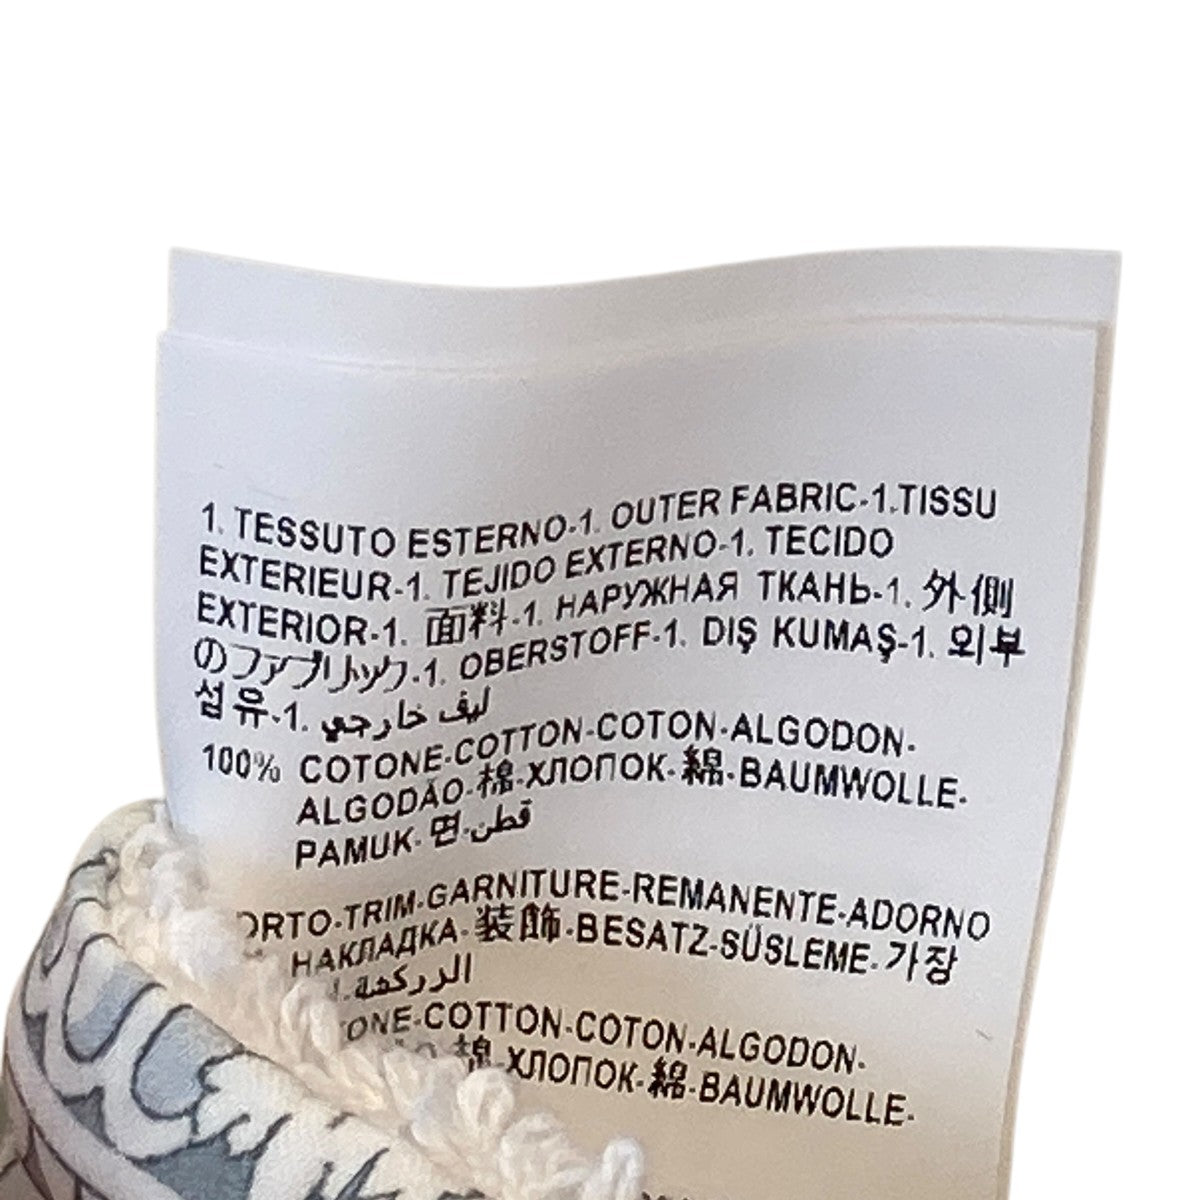 1. TESSUTO ESTERNO-1. OUTER FABRIC-1.TISSU
EXTERIEUR-1. TEJIDO EXTERNO-1. TECIDO
EXTERIOR-1. 面料-1. НАРУЖНАЯ ТКАНЬ-1. 外側
のファブリック-1. OBERSTOFF-1. DIŞ KUMAŞ-1. 외부
섬유-1. ليف خارجي
100% COTONE-COTTON-COTON-ALGODON-
ALGODÃO-棉-ХЛОПОК-綿-BAUMWOLLE-
PAMUK-면-قطن
ORTO-TRIM-GARNITURE-REMANENTE-ADORNO
НАКЛАДКА-装飾-BESATZ-SÜSLEME-가장
الزركشة
TONE-COTTON-COTON-ALGODON-
棉-ХЛОПОК-綿-BAUMWOLLE-